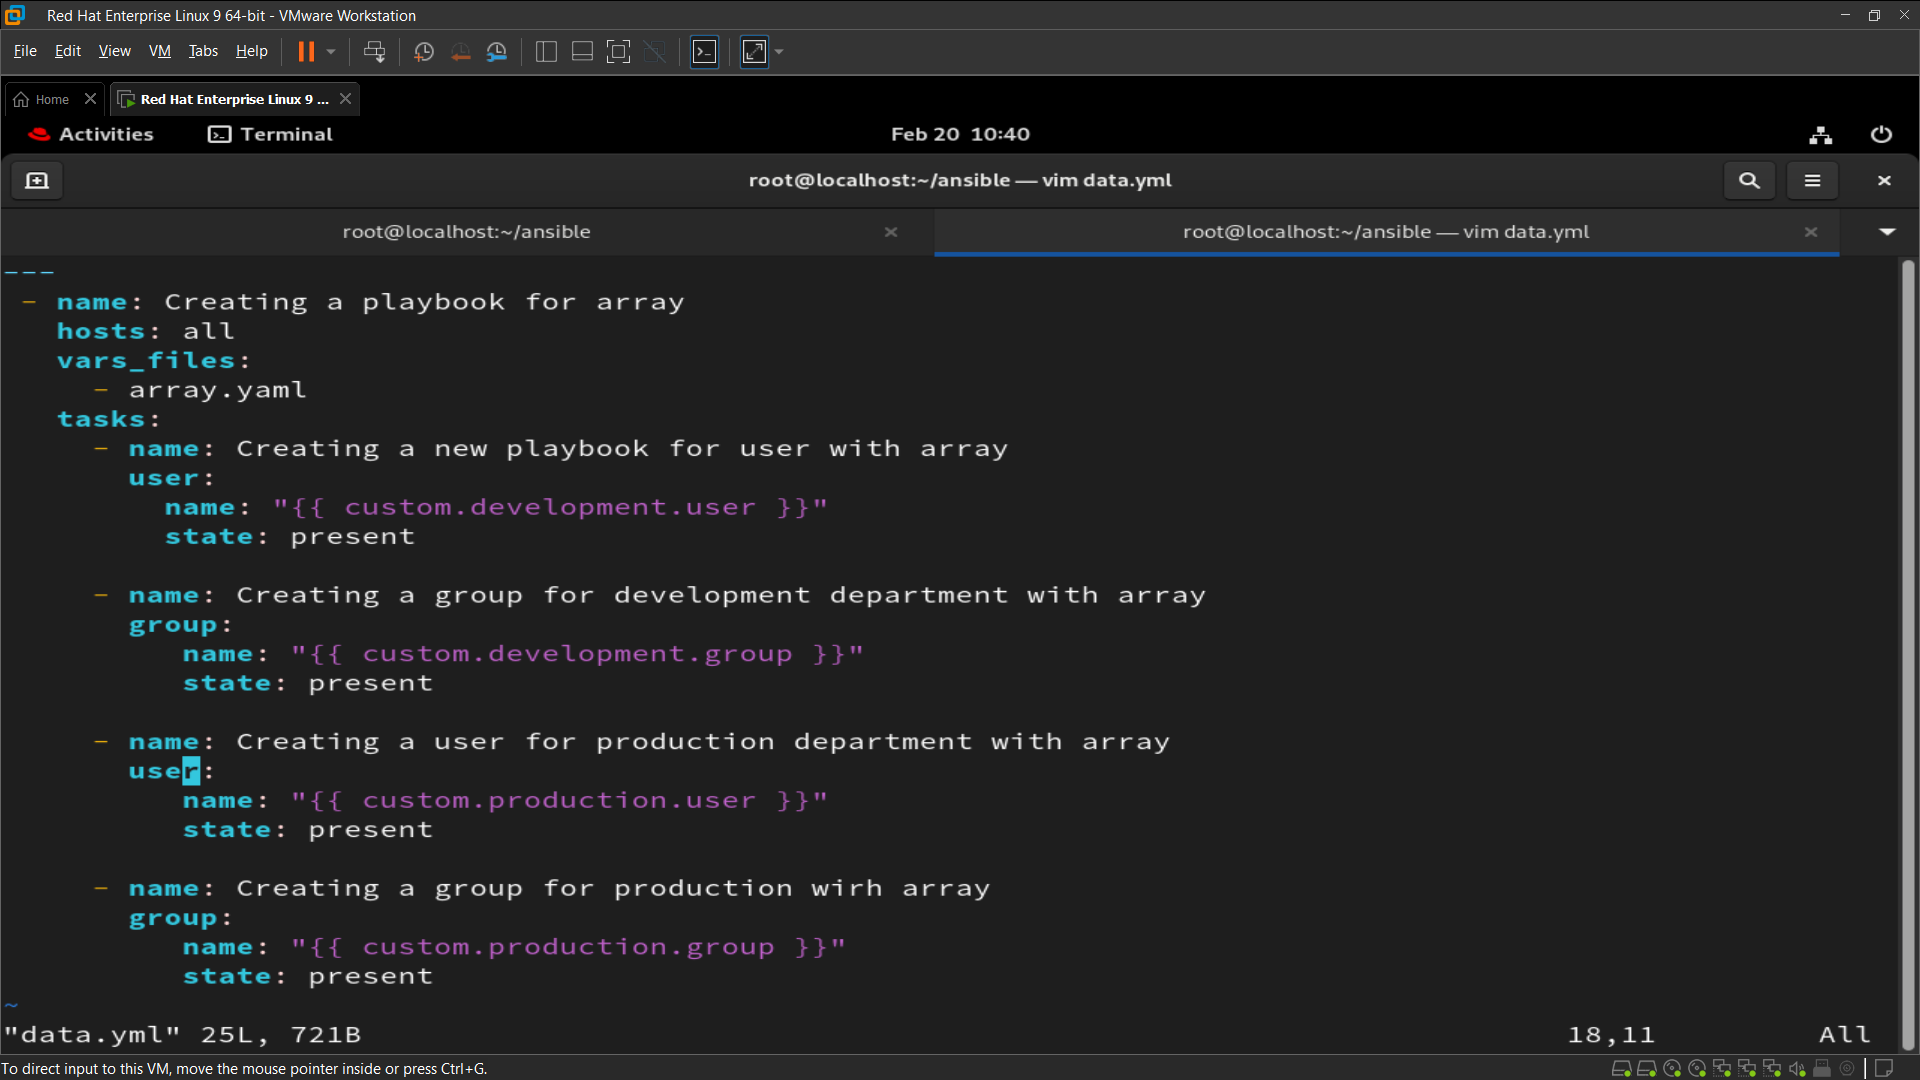 Red Hat Enterprise Linux 9 64-bit - VMware Workstation
File Edit View VM Tabs Help
Home Red Hat Enterprise Linux 9 ...
Activities Terminal Feb 20 10:40
root@localhost:~/ansible — vim data.yml
root@localhost:~/ansible root@localhost:~/ansible — vim data.yml
---
- name: Creating a playbook for array
hosts: all
vars_files:
- array.yaml
tasks:
- name: Creating a new playbook for user with array
user:
name: "{{ custom.development.user }}"
state: present
- name: Creating a group for development department with array
group:
name: "{{ custom.development.group }}"
state: present
- name: Creating a user for production department with array
user:
name: "{{ custom.production.user }}"
state: present
- name: Creating a group for production wirh array
group:
name: "{{ custom.production.group }}"
state: present
~
"data.yml" 25L, 721B 18,11 All
To direct input to this VM, move the mouse pointer inside or press Ctrl+G.